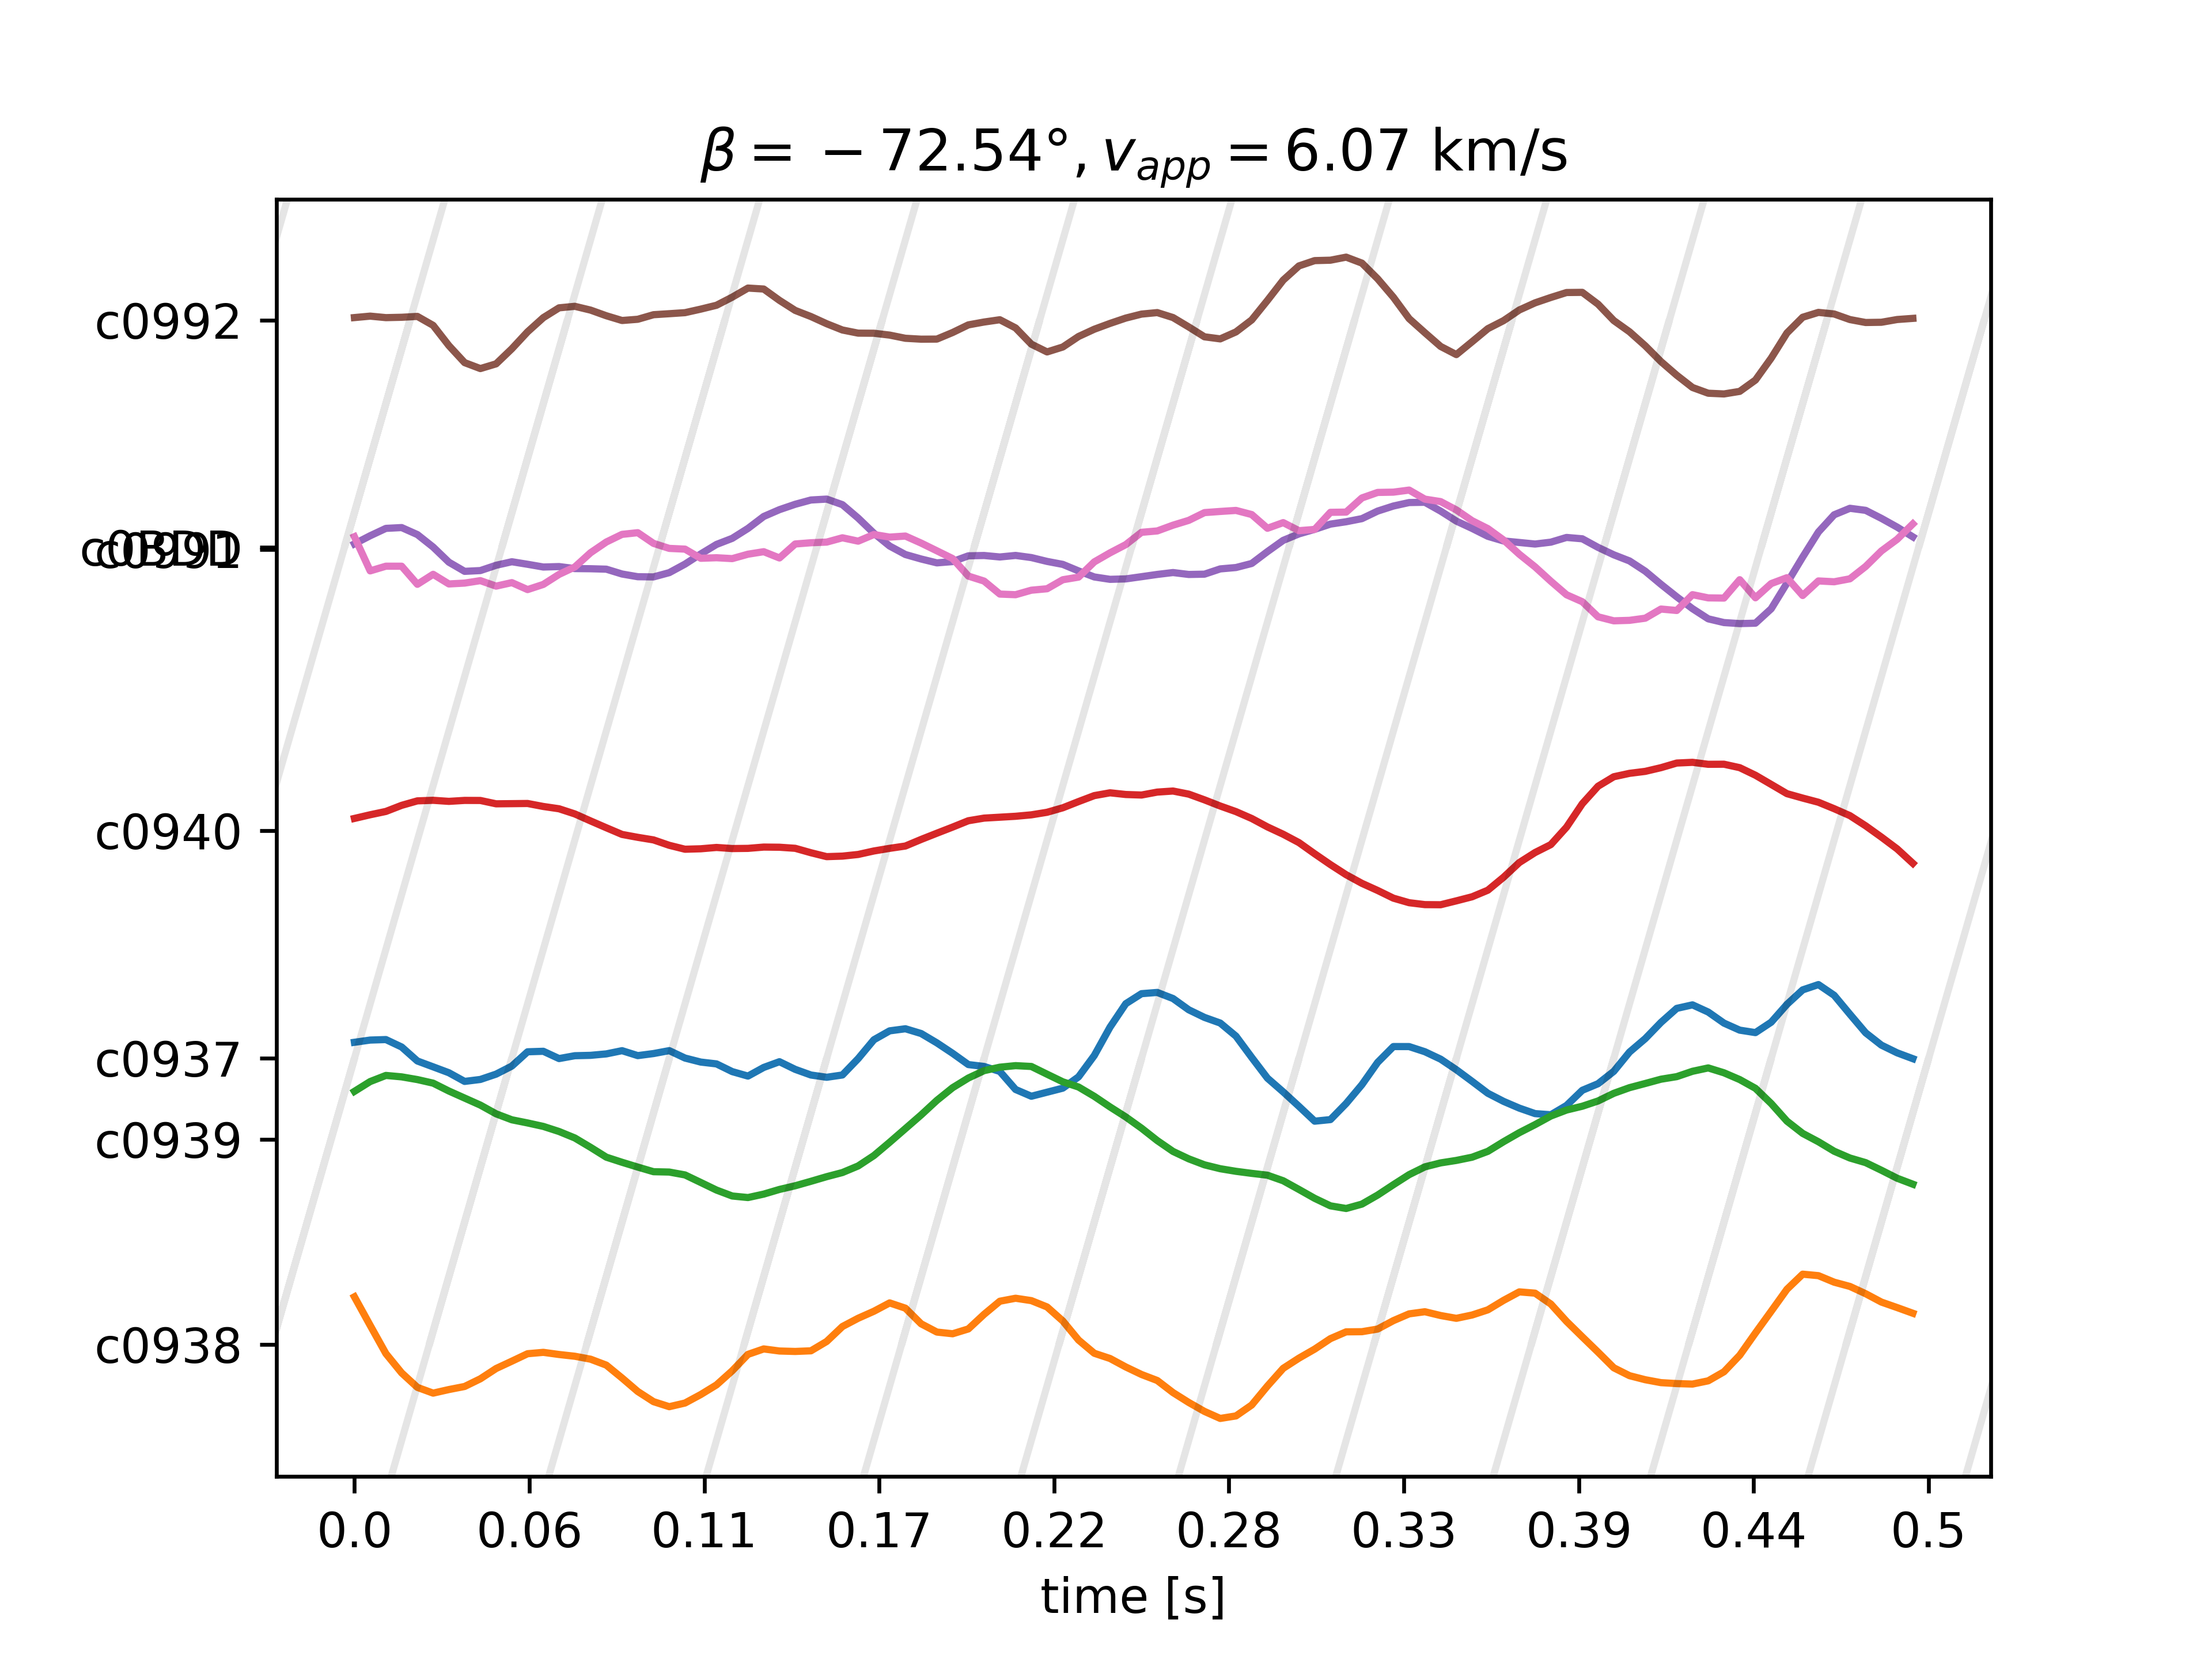 β = −72.54°, v_app = 6.07 km/s
c0992
c0940
c0937
c0939
c0938
0.0 0.06 0.11 0.17 0.22 0.28 0.33 0.39 0.44 0.5
time [s]